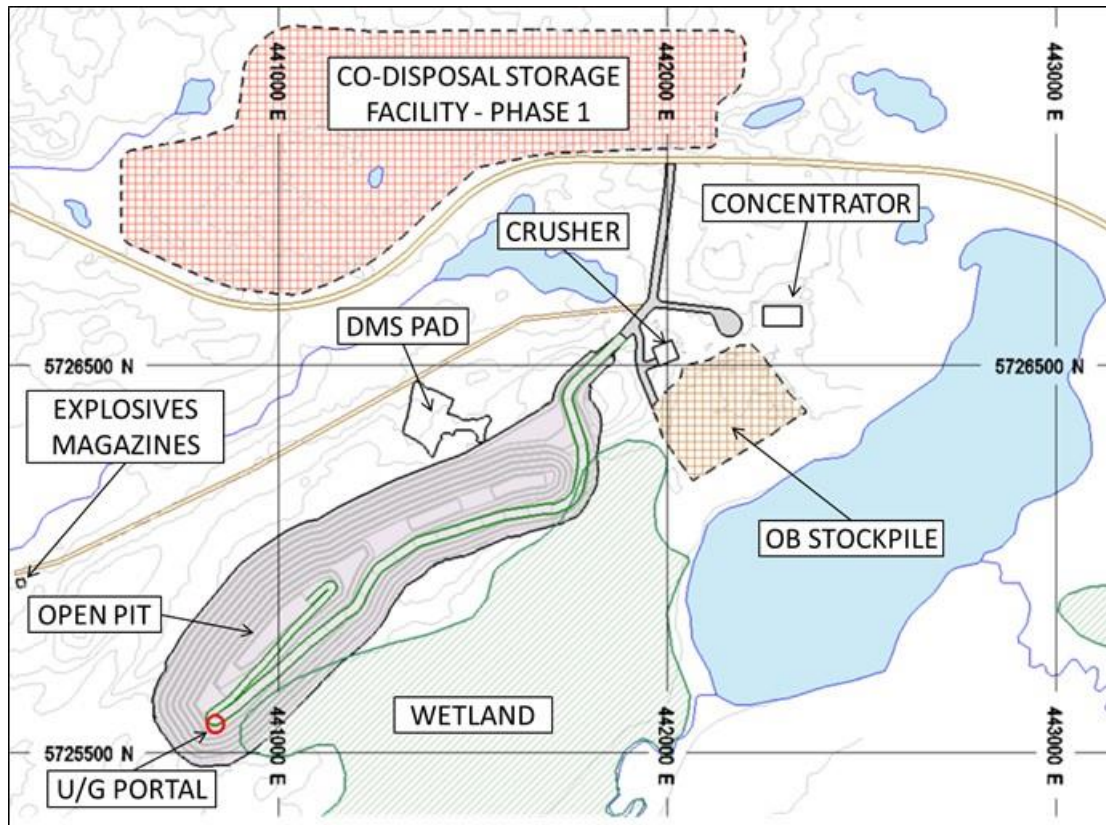 441000 E
442000 E
443000 E
CO-DISPOSAL STORAGE
FACILITY - PHASE 1
CONCENTRATOR
CRUSHER
DMS PAD
5726500 N
5726500 N
EXPLOSIVES
MAGAZINES
OB STOCKPILE
OPEN PIT
WETLAND
441000 E
442000 E
443000 E
5725500 N
5725500 N
U/G PORTAL